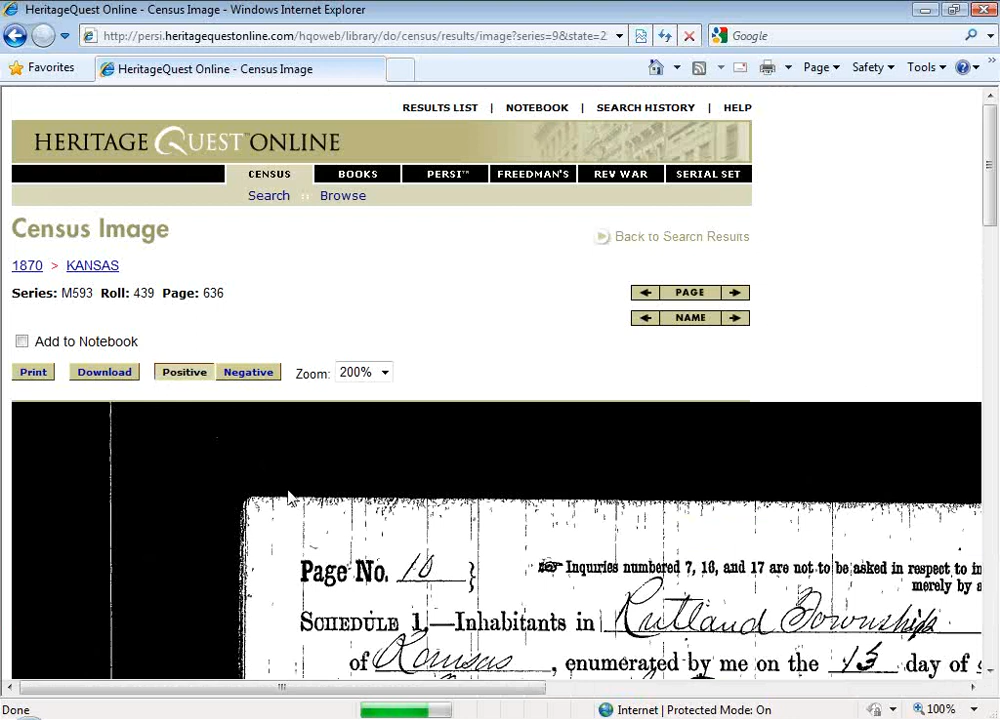 HeritageQuest Online - Census Image - Windows Internet Explorer
http://persi.heritagequestonline.com/hqoweb/library/do/census/results/image?series=9&state=2
Google
Favorites
HeritageQuest Online - Census Image
Page
Safety
Tools
RESULTS LIST | NOTEBOOK | SEARCH HISTORY | HELP
HERITAGE QUEST™ ONLINE
CENSUS BOOKS PERSI™ FREEDMAN'S REV WAR SERIAL SET
Search :: Browse
Census Image
Back to Search Results
1870 > KANSAS
Series: M593 Roll: 439 Page: 636
PAGE
NAME
Add to Notebook
Print Download Positive Negative Zoom: 200%
Page No. 10 } Inquiries numbered 7, 16, and 17 are not to be asked in respect to in
merely by a
SCHEDULE 1.—Inhabitants in Rutland Township
of Kansas, enumerated by me on the 13 day of
Done
Internet | Protected Mode: On
100%